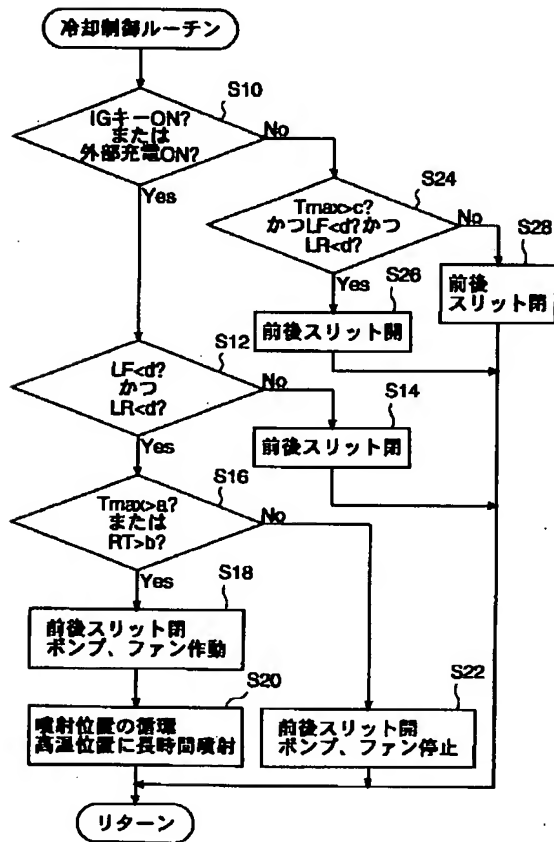 冷却制御ルーチン
S10
IGキーON?
または
外部充電ON?
No
Yes
S24
Tmax>c?
かつLF<d?かつ
LR<d?
No
Yes
S28
前後
スリット閉
S26
前後スリット開
S12
LF<d?
かつ
LR<d?
No
Yes
S14
前後スリット閉
S16
Tmax>a?
または
RT>b?
No
Yes
S18
前後スリット閉
ポンプ、ファン作動
S20
噴射位置の循環
高温位置に長時間噴射
S22
前後スリット開
ポンプ、ファン停止
リターン